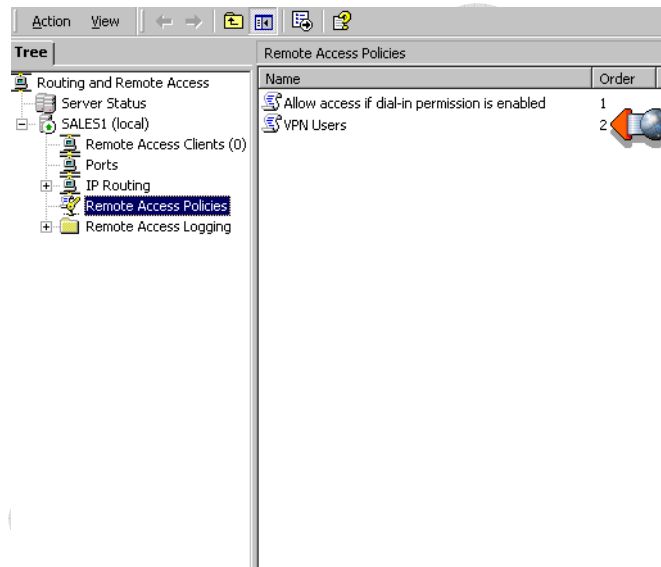 Action View
Tree
Remote Access Policies
Routing and Remote Access
Server Status
SALES1 (local)
Remote Access Clients (0)
Ports
IP Routing
Remote Access Policies
Remote Access Logging
Name Order
Allow access if dial-in permission is enabled 1
VPN Users 2